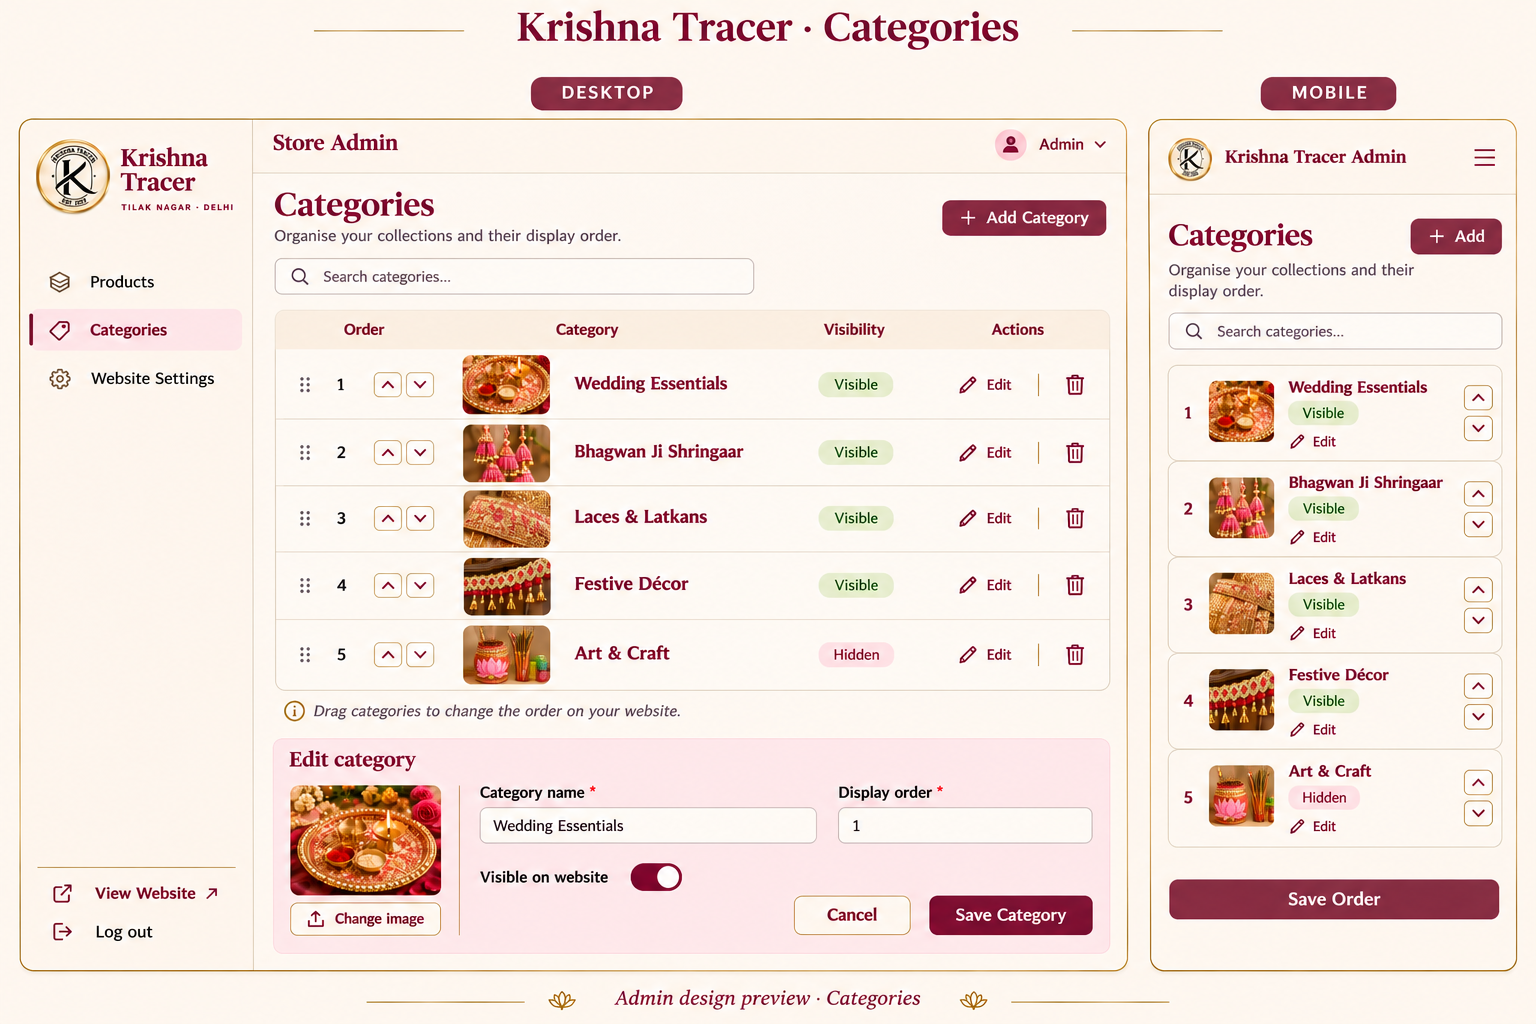 Krishna Tracer · Categories
DESKTOP
MOBILE
KRISHNA TRACER
K
Krishna
Tracer
TILAK NAGAR · DELHI
Products
Categories
Website Settings
View Website
Log out
Store Admin
Admin
Categories
Organise your collections and their display order.
+ Add Category
Search categories...
Order Category Visibility Actions
1 Wedding Essentials Visible Edit
2 Bhagwan Ji Shringaar Visible Edit
3 Laces & Latkans Visible Edit
4 Festive Décor Visible Edit
5 Art & Craft Hidden Edit
Drag categories to change the order on your website.
Edit category
Change image
Category name *
Wedding Essentials
Display order *
1
Visible on website
Cancel
Save Category
K
Krishna Tracer Admin
Categories
+ Add
Organise your collections and their
display order.
Search categories...
1
Wedding Essentials
Visible
Edit
2
Bhagwan Ji Shringaar
Visible
Edit
3
Laces & Latkans
Visible
Edit
4
Festive Décor
Visible
Edit
5
Art & Craft
Hidden
Edit
Save Order
Admin design preview · Categories